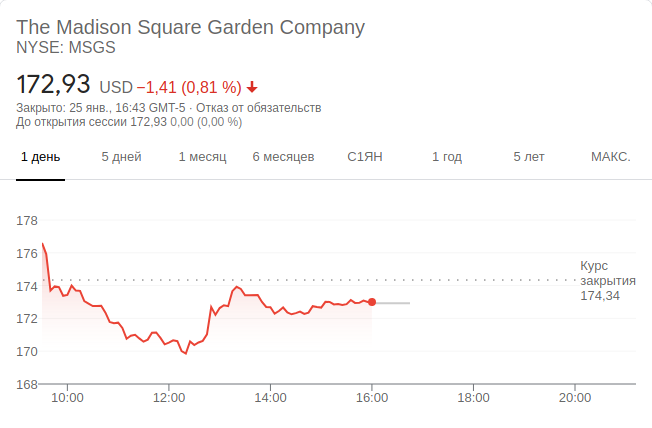 The Madison Square Garden Company
NYSE: MSGS
172,93 USD −1,41 (0,81 %)
Закрыто: 25 янв., 16:43 GMT-5 · Отказ от обязательств
До открытия сессии 172,93 0,00 (0,00 %)
1 день 5 дней 1 месяц 6 месяцев С1ЯН 1 год 5 лет МАКС.
178
176
Курс
закрытия
174,34
174
172
170
168
10:00 12:00 14:00 16:00 18:00 20:00